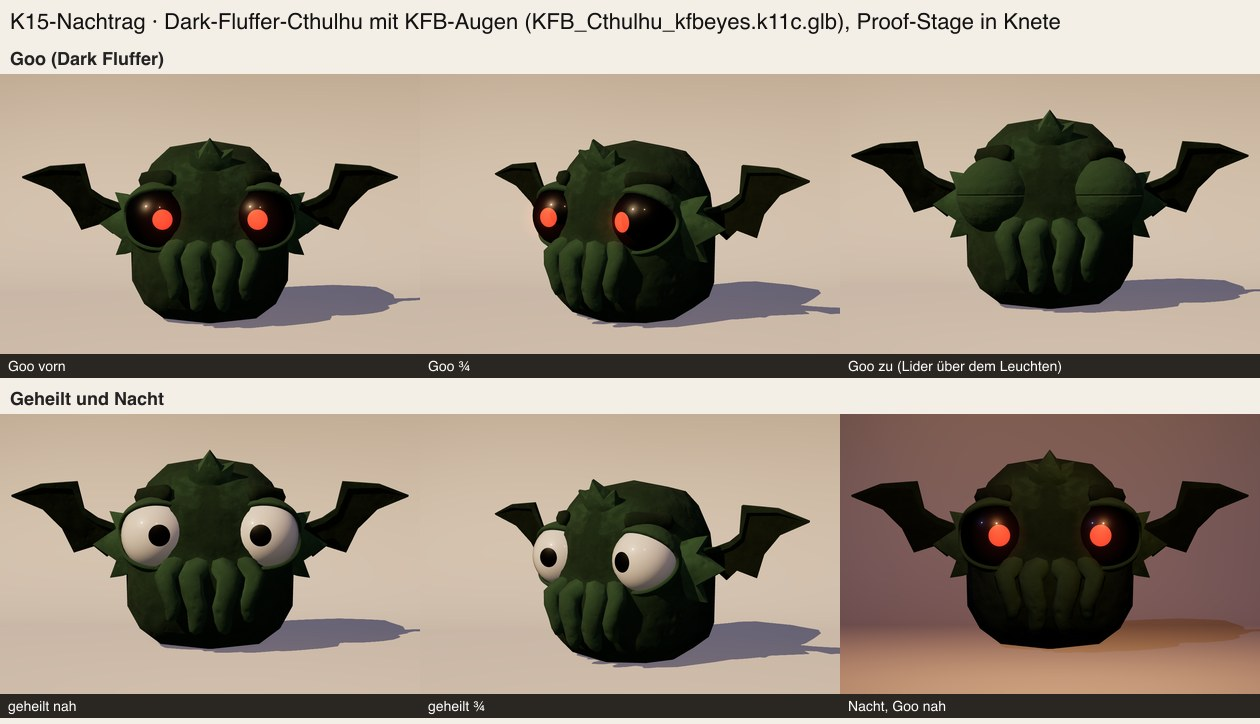 K15-Nachtrag · Dark-Fluffer-Cthulhu mit KFB-Augen (KFB_Cthulhu_kfbeyes.k11c.glb), Proof-Stage in Knete
Goo (Dark Fluffer)
Goo vorn
Goo ¾
Goo zu (Lider über dem Leuchten)
Geheilt und Nacht
geheilt nah
geheilt ¾
Nacht, Goo nah